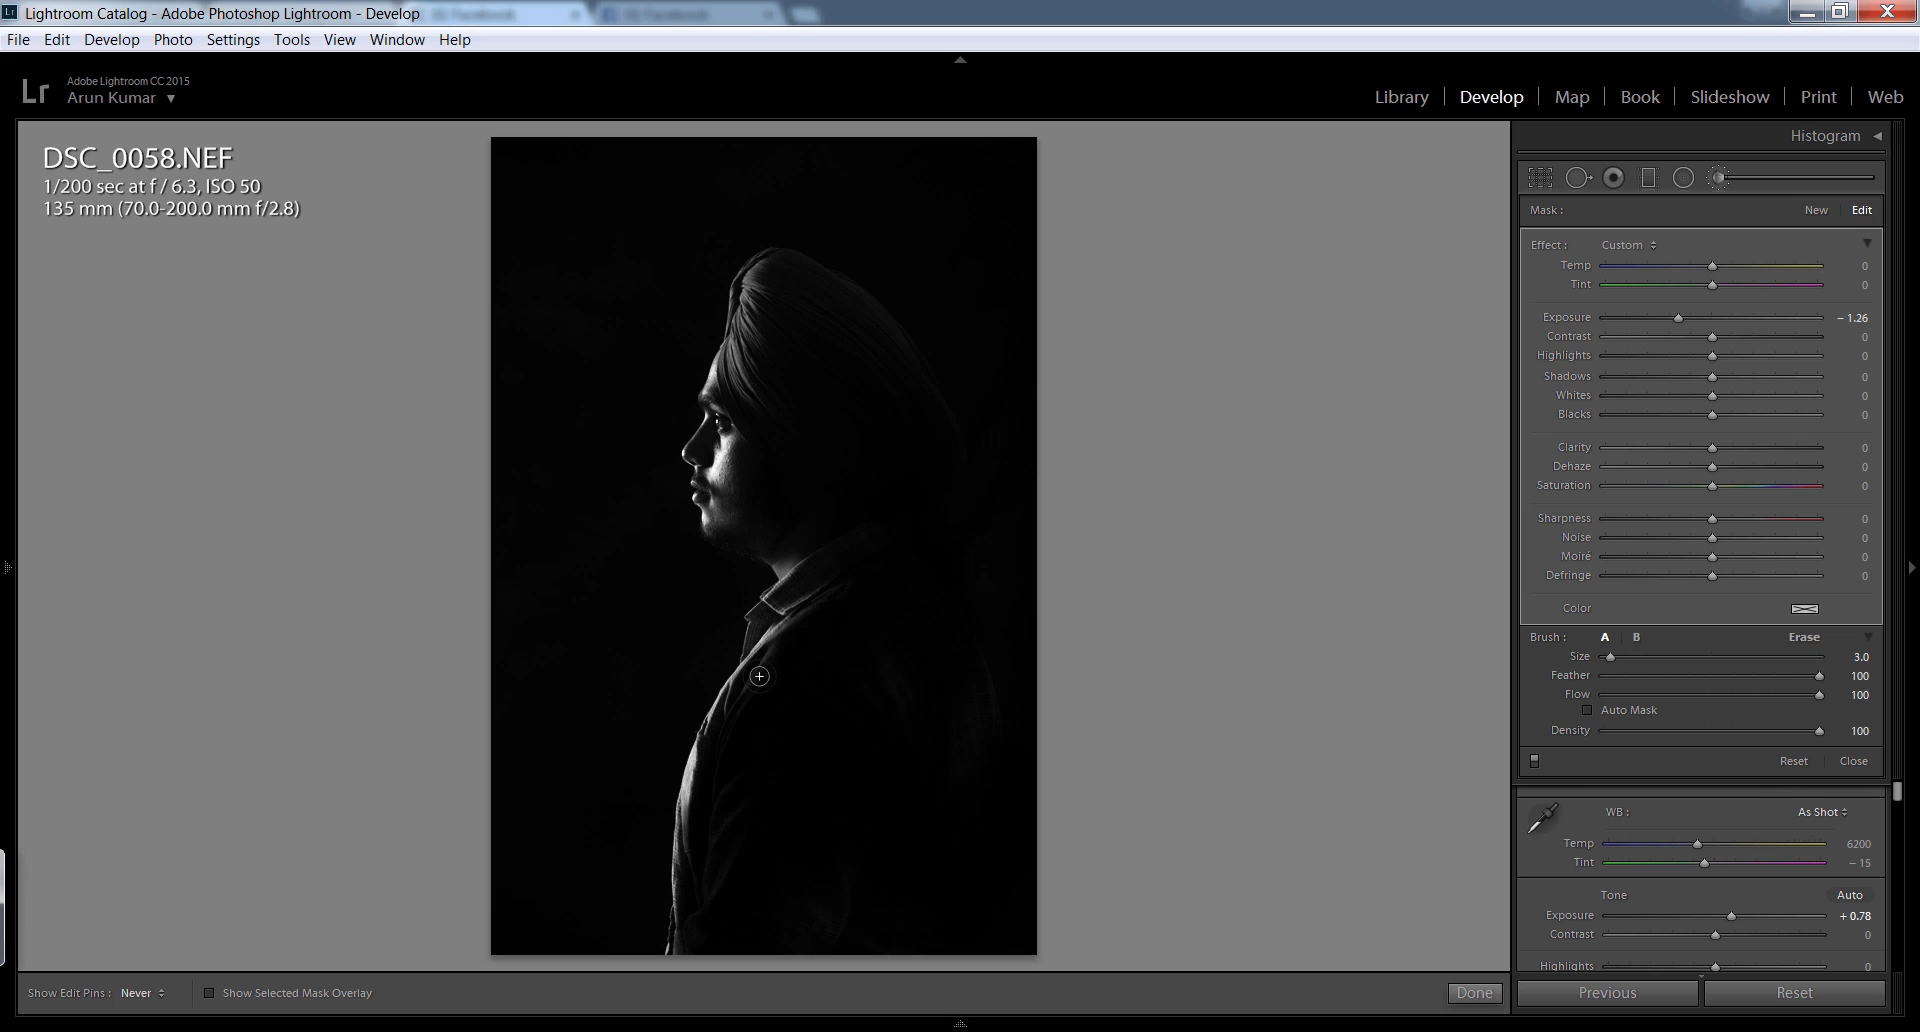 Lightroom Catalog - Adobe Photoshop Lightroom - Develop
File Edit Develop Photo Settings Tools View Window Help
Lr Adobe Lightroom CC 2015
Arun Kumar
Library Develop Map Book Slideshow Print Web
DSC_0058.NEF
1/200 sec at f / 6.3, ISO 50
135 mm (70.0-200.0 mm f/2.8)
Histogram
Mask : New Edit
Effect : Custom
Temp 0
Tint 0
Exposure – 1.26
Contrast 0
Highlights 0
Shadows 0
Whites 0
Blacks 0
Clarity 0
Dehaze 0
Saturation 0
Sharpness 0
Noise 0
Moiré 0
Defringe 0
Color
Brush : A B Erase
Size 3.0
Feather 100
Flow 100
Auto Mask
Density 100
Reset Close
WB : As Shot
Temp 6200
Tint – 15
Tone Auto
Exposure + 0.78
Contrast 0
Highlights 0
Show Edit Pins : Never Show Selected Mask Overlay Done
Previous Reset